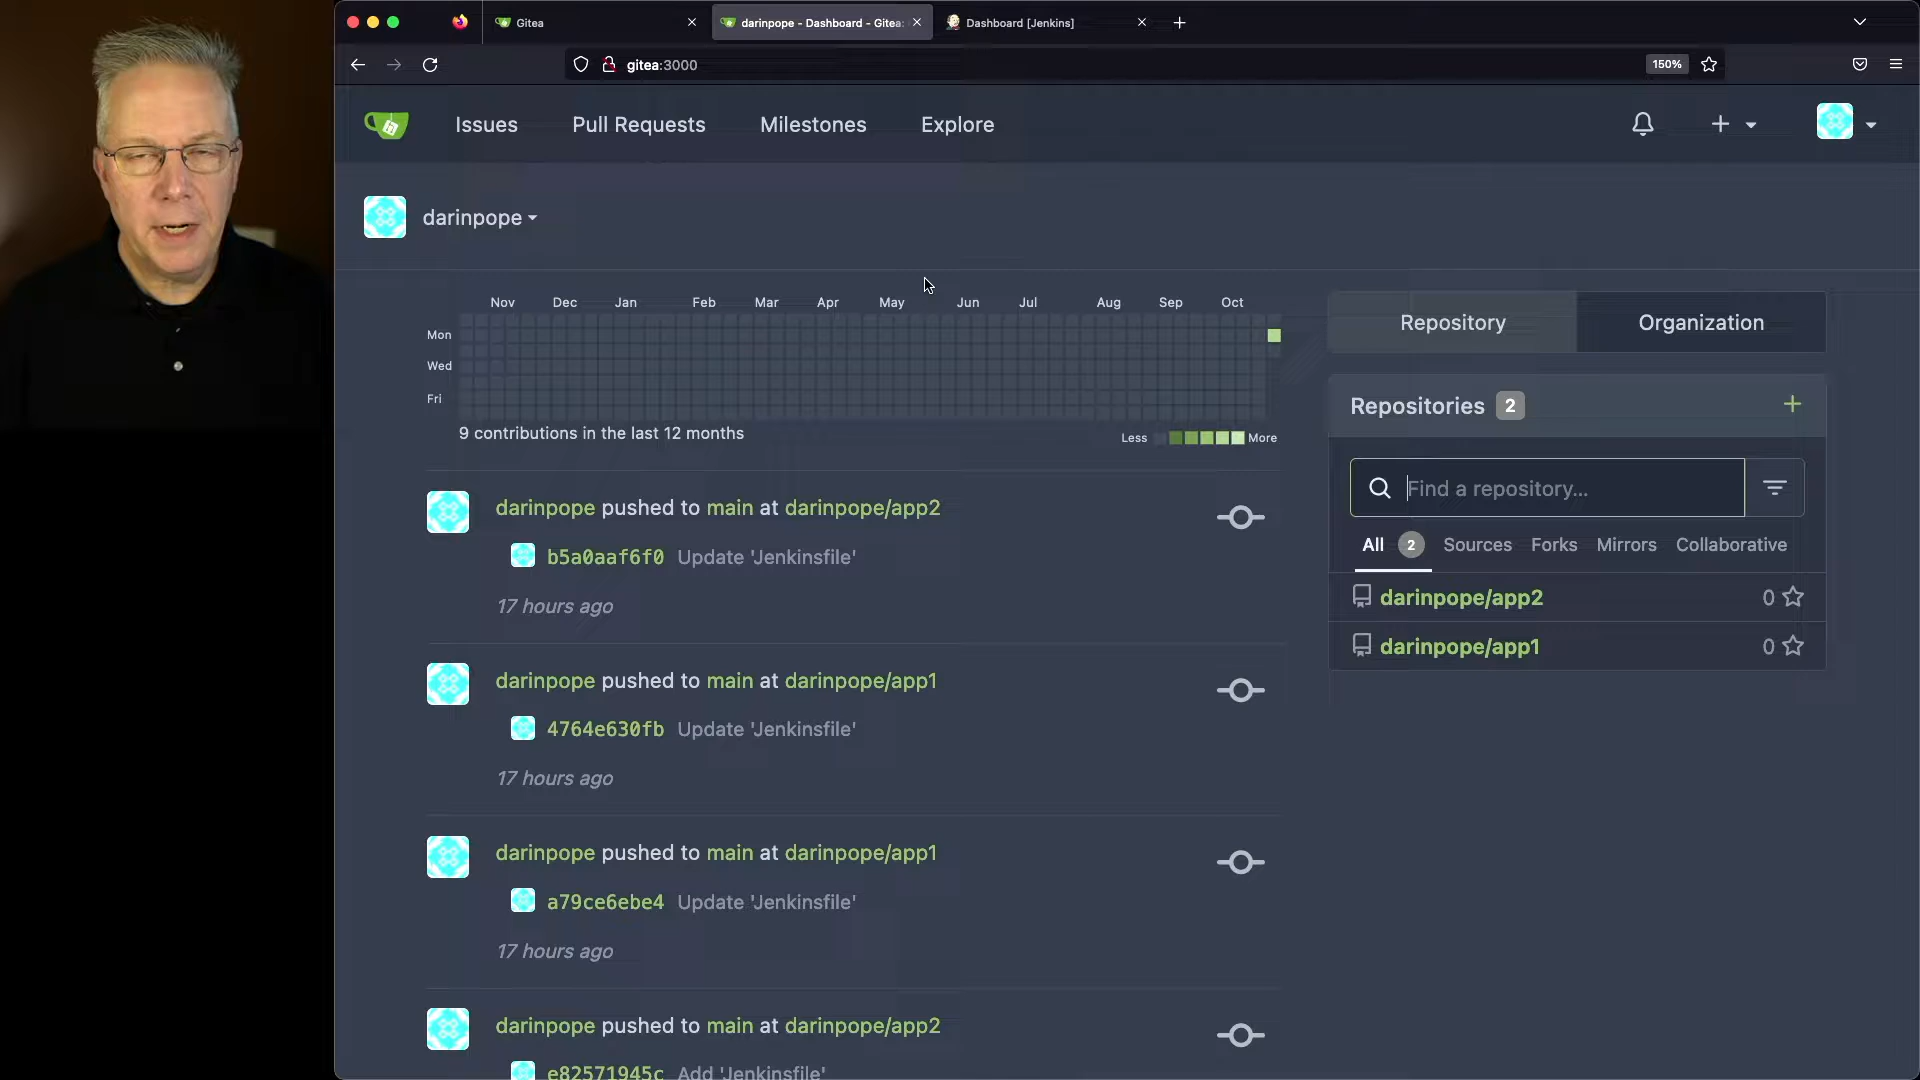 Gitea
darinpope - Dashboard - Gitea:
Dashboard [Jenkins]
gitea:3000
150%
Issues
Pull Requests
Milestones
Explore
darinpope
Nov Dec Jan Feb Mar Apr May Jun Jul Aug Sep Oct
Mon
Wed
Fri
9 contributions in the last 12 months
Less
More
darinpope pushed to main at darinpope/app2
b5a0aaf6f0 Update 'Jenkinsfile'
17 hours ago
darinpope pushed to main at darinpope/app1
4764e630fb Update 'Jenkinsfile'
17 hours ago
darinpope pushed to main at darinpope/app1
a79ce6ebe4 Update 'Jenkinsfile'
17 hours ago
darinpope pushed to main at darinpope/app2
e82571945c Add 'Jenkinsfile'
Repository
Organization
Repositories 2
Find a repository...
All 2 Sources Forks Mirrors Collaborative
darinpope/app2 0
darinpope/app1 0